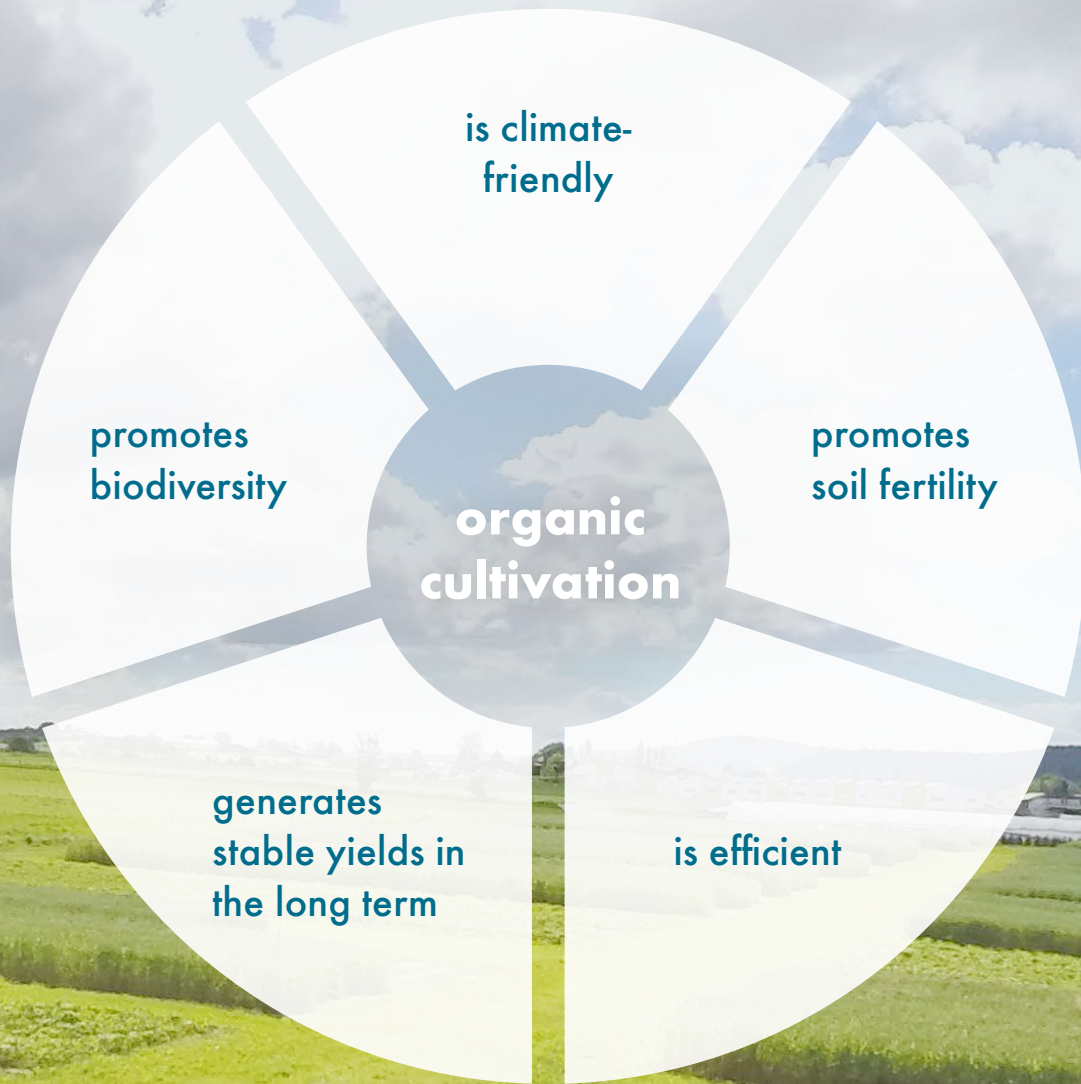 is climate-
friendly
promotes
biodiversity
promotes
soil fertility
organic
cultivation
generates
stable yields in
the long term
is efficient